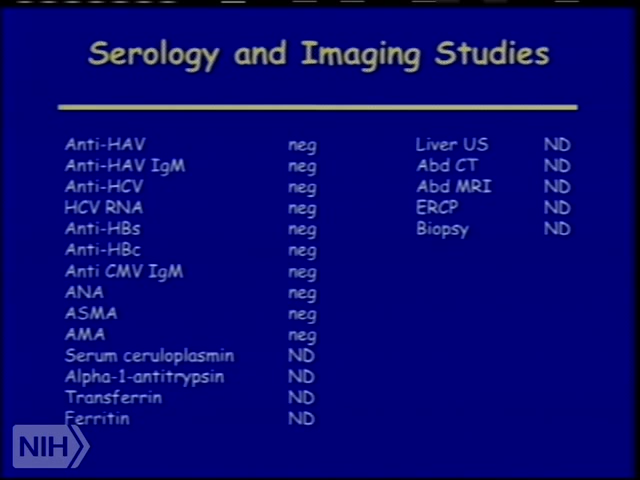 Serology and Imaging Studies
Anti-HAV neg
Anti-HAV IgM neg
Anti-HCV neg
HCV RNA neg
Anti-HBs neg
Anti-HBc neg
Anti CMV IgM neg
ANA neg
ASMA neg
AMA neg
Serum ceruloplasmin ND
Alpha-1-antitrypsin ND
Transferrin ND
Ferritin ND
Liver US ND
Abd CT ND
Abd MRI ND
ERCP ND
Biopsy ND
NIH